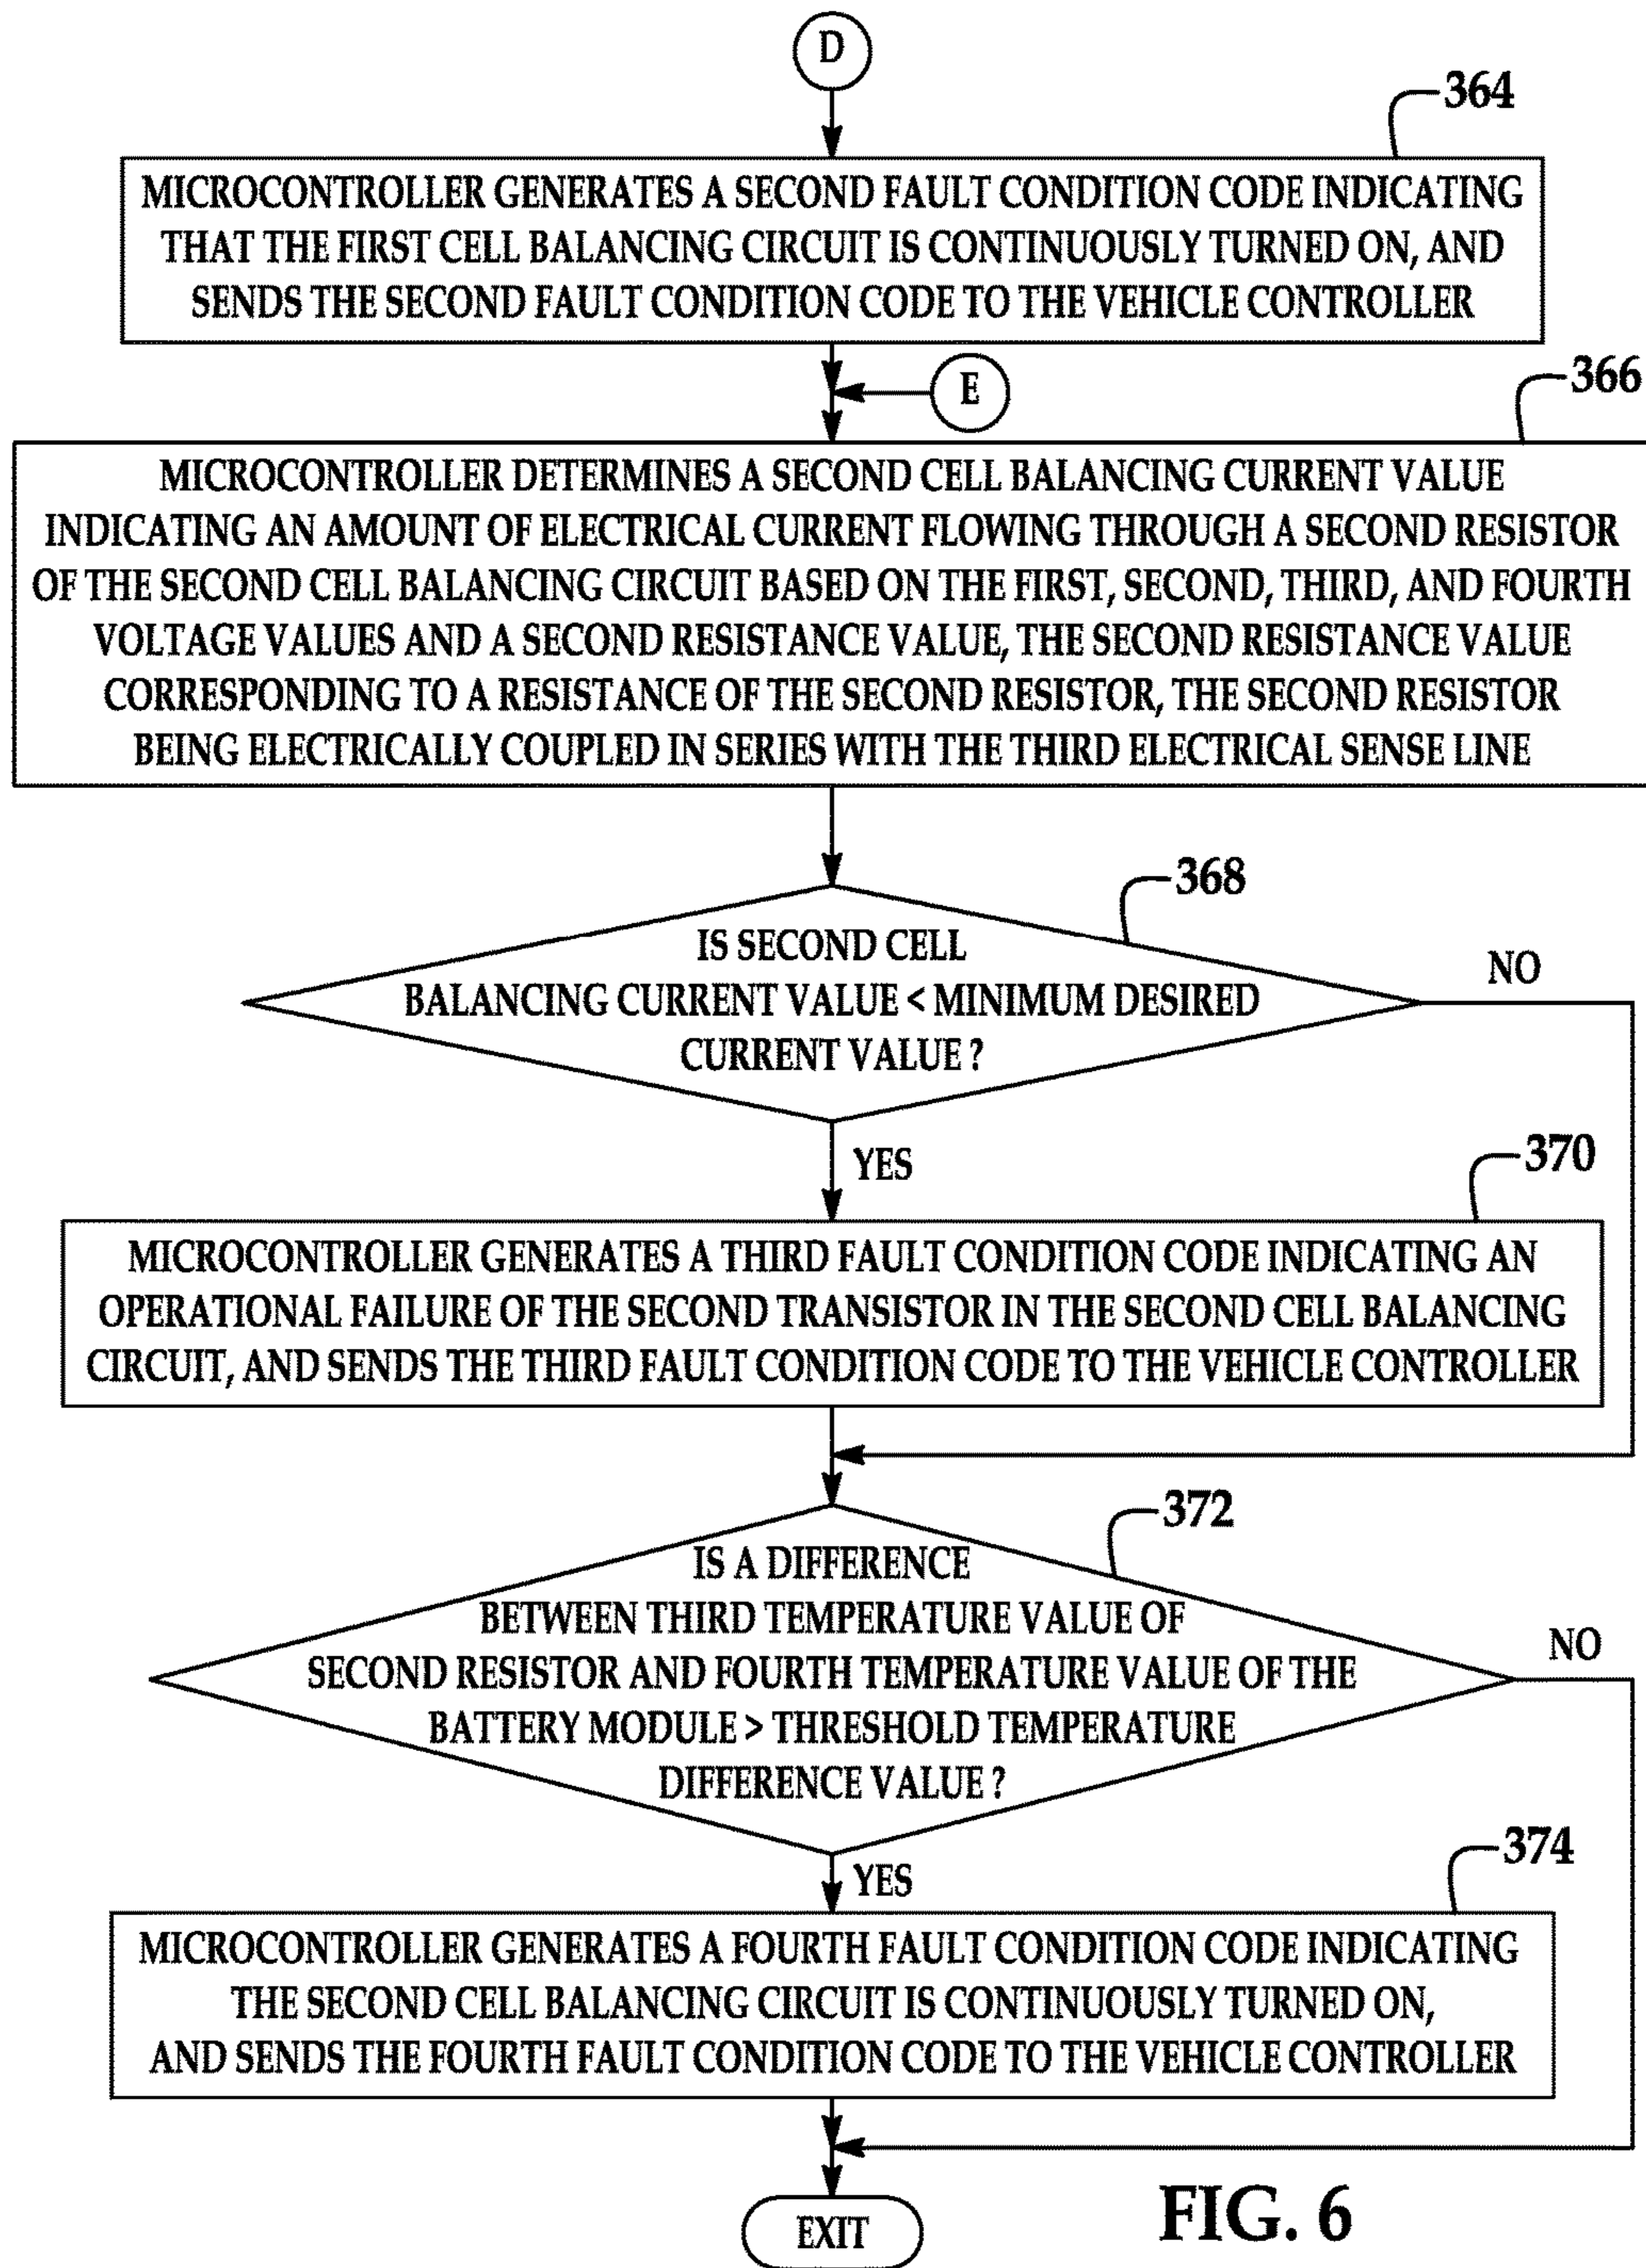 D
364
MICROCONTROLLER GENERATES A SECOND FAULT CONDITION CODE INDICATING
THAT THE FIRST CELL BALANCING CIRCUIT IS CONTINUOUSLY TURNED ON, AND
SENDS THE SECOND FAULT CONDITION CODE TO THE VEHICLE CONTROLLER
E
366
MICROCONTROLLER DETERMINES A SECOND CELL BALANCING CURRENT VALUE
INDICATING AN AMOUNT OF ELECTRICAL CURRENT FLOWING THROUGH A SECOND RESISTOR
OF THE SECOND CELL BALANCING CIRCUIT BASED ON THE FIRST, SECOND, THIRD, AND FOURTH
VOLTAGE VALUES AND A SECOND RESISTANCE VALUE, THE SECOND RESISTANCE VALUE
CORRESPONDING TO A RESISTANCE OF THE SECOND RESISTOR, THE SECOND RESISTOR
BEING ELECTRICALLY COUPLED IN SERIES WITH THE THIRD ELECTRICAL SENSE LINE
368
IS SECOND CELL
BALANCING CURRENT VALUE < MINIMUM DESIRED
CURRENT VALUE ?
NO
YES
370
MICROCONTROLLER GENERATES A THIRD FAULT CONDITION CODE INDICATING AN
OPERATIONAL FAILURE OF THE SECOND TRANSISTOR IN THE SECOND CELL BALANCING
CIRCUIT, AND SENDS THE THIRD FAULT CONDITION CODE TO THE VEHICLE CONTROLLER
372
IS A DIFFERENCE
BETWEEN THIRD TEMPERATURE VALUE OF
SECOND RESISTOR AND FOURTH TEMPERATURE VALUE OF THE
BATTERY MODULE > THRESHOLD TEMPERATURE
DIFFERENCE VALUE ?
NO
YES
374
MICROCONTROLLER GENERATES A FOURTH FAULT CONDITION CODE INDICATING
THE SECOND CELL BALANCING CIRCUIT IS CONTINUOUSLY TURNED ON,
AND SENDS THE FOURTH FAULT CONDITION CODE TO THE VEHICLE CONTROLLER
EXIT
FIG. 6